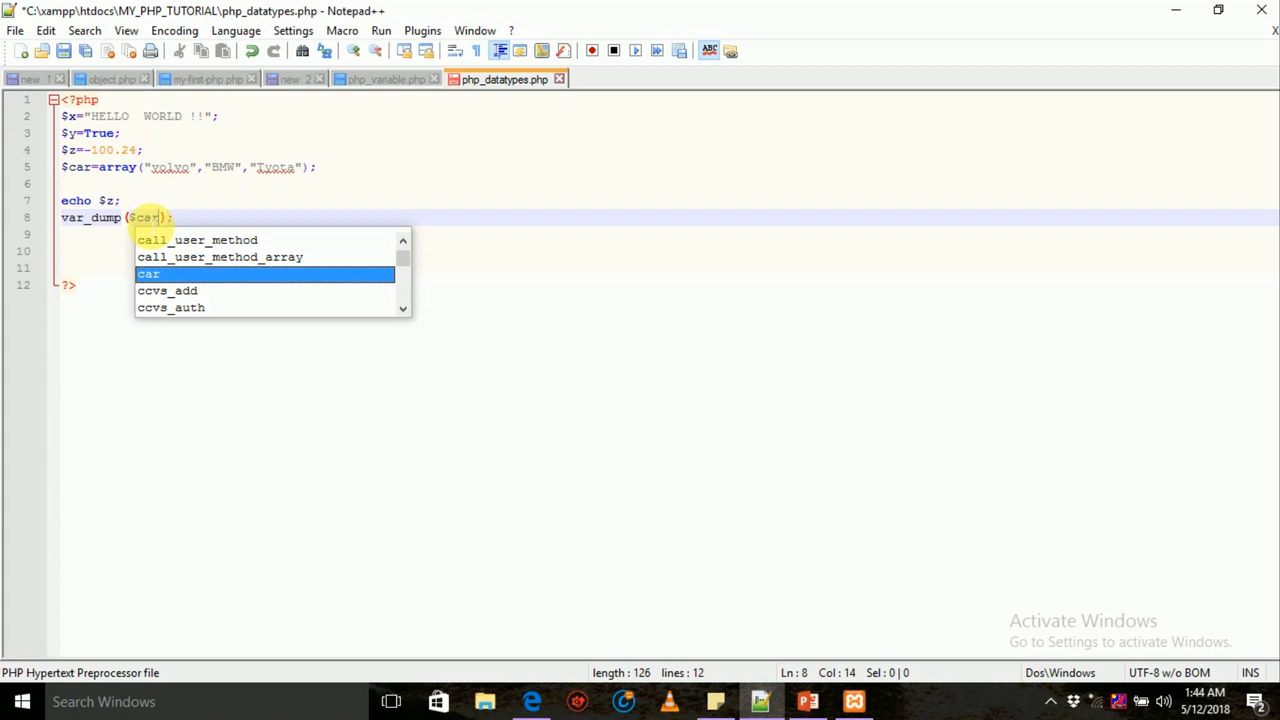 *C:\xampp\htdocs\MY_PHP_TUTORIAL\php_datatypes.php - Notepad++
File Edit Search View Encoding Language Settings Macro Run Plugins Window ? X
new 1 object.php my-first-php.php new 2 php_variable.php php_datatypes.php
1 <?php
2 $x="HELLO  WORLD !!";
3 $y=True;
4 $z=-100.24;
5 $car=array("volvo","BMW","Tyota");
6
7 echo $z;
8 var_dump($car);
9
10
11
12 ?>
call_user_method
call_user_method_array
car
ccvs_add
ccvs_auth
Activate Windows
Go to Settings to activate Windows.
PHP Hypertext Preprocessor file length : 126 lines : 12 Ln : 8 Col : 14 Sel : 0 | 0 Dos\Windows UTF-8 w/o BOM INS
Search Windows 1:44 AM
5/12/2018 2